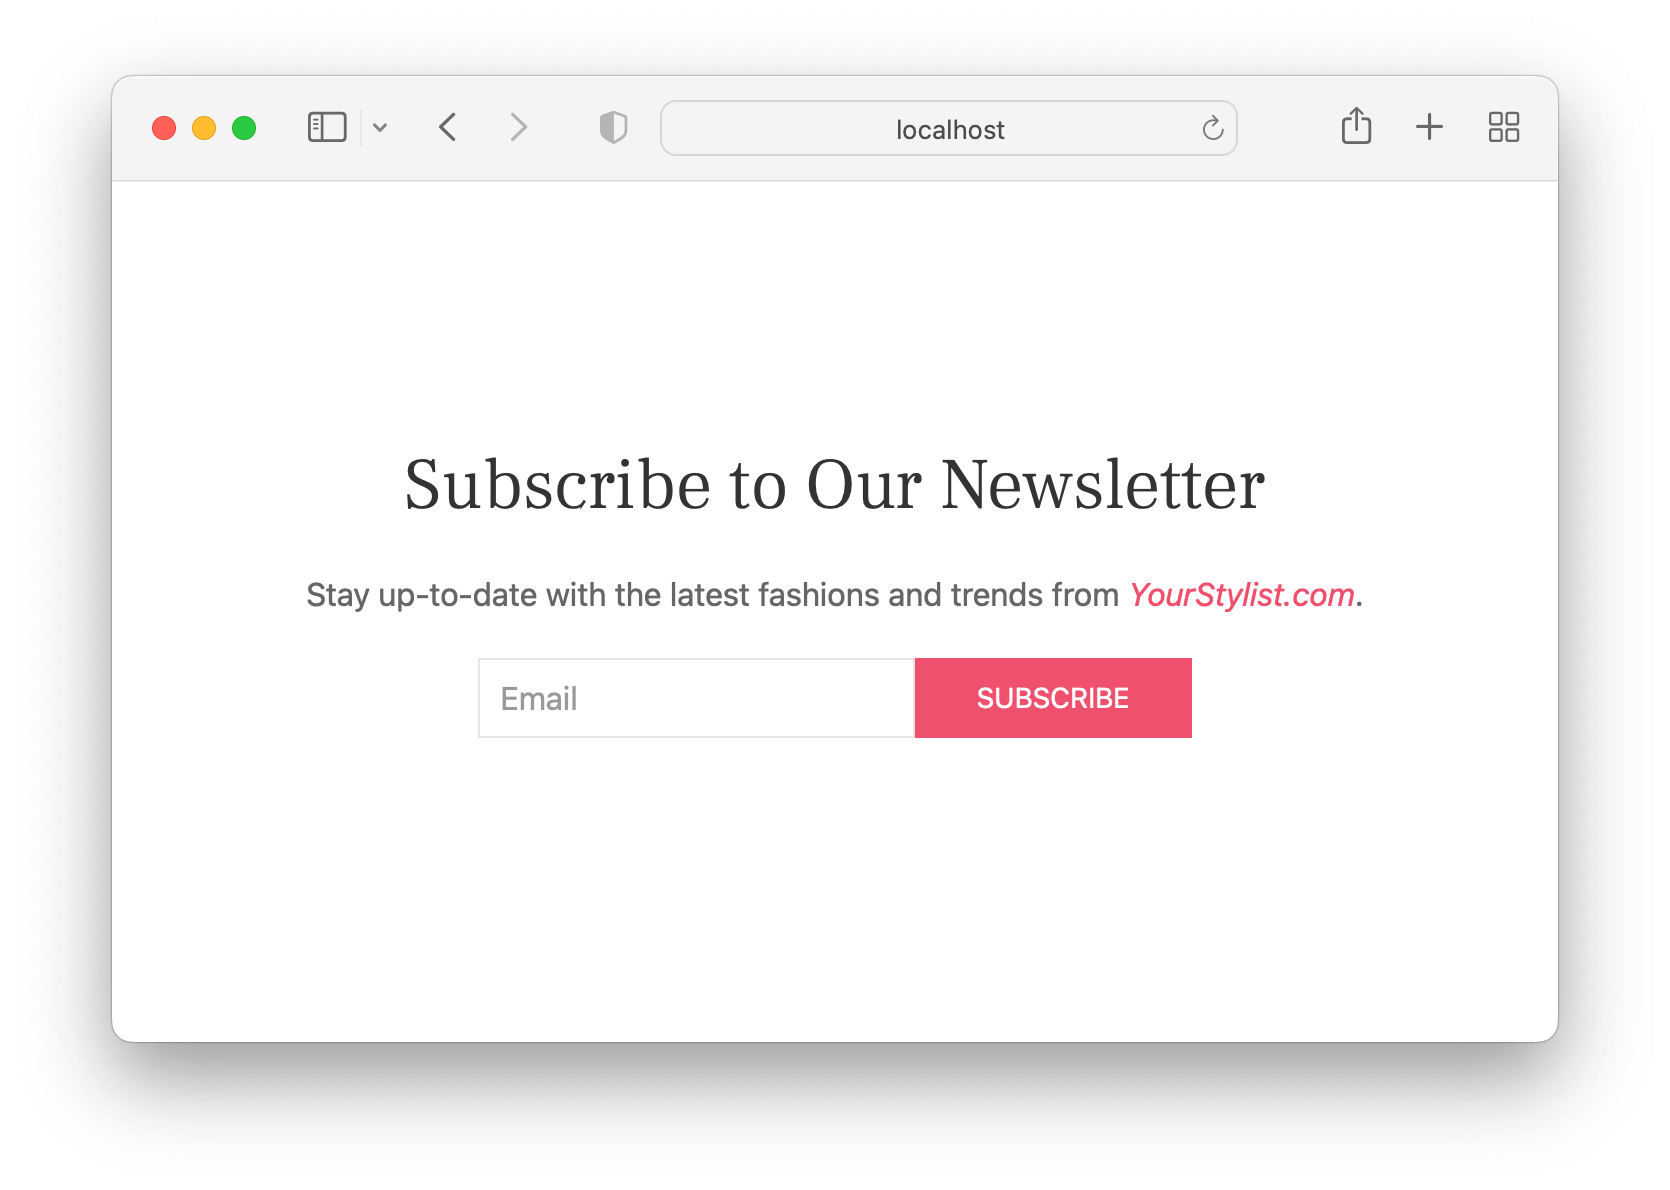 localhost
Subscribe to Our Newsletter
Stay up-to-date with the latest fashions and trends from YourStylist.com.
Email
SUBSCRIBE